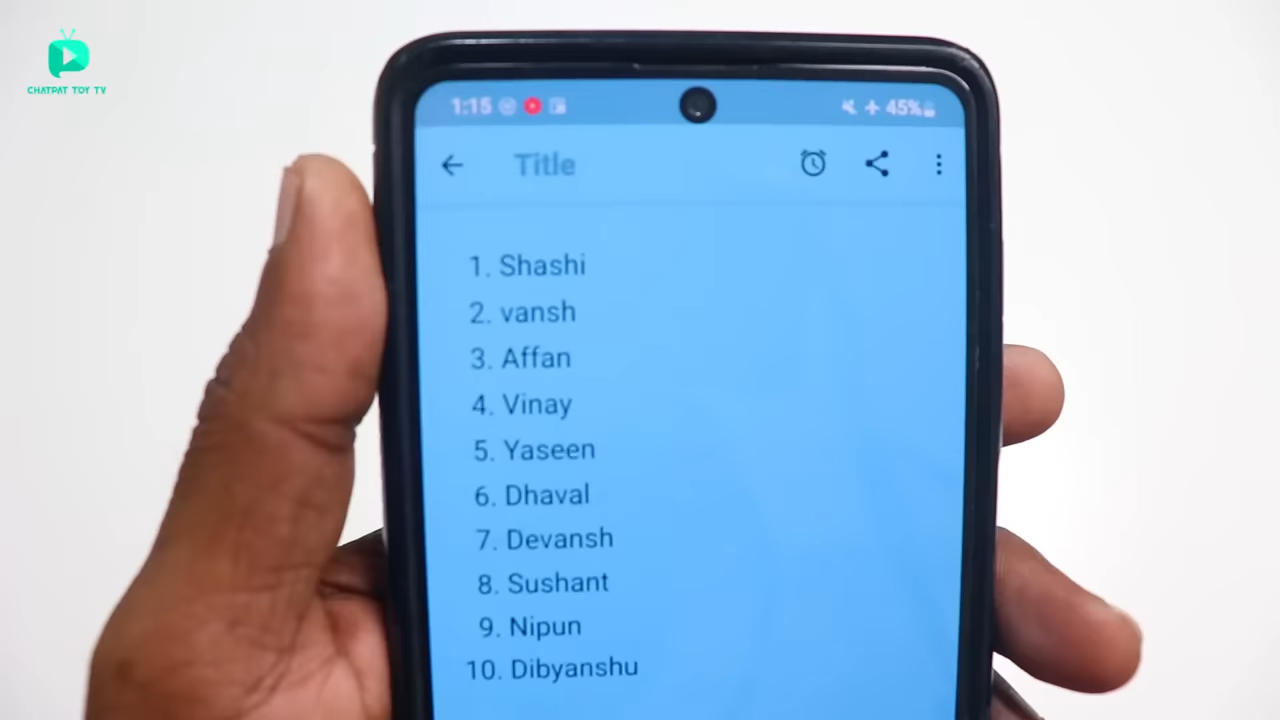 CHATPAT TOY TV
1:15 45%
Title
1. Shashi
2. vansh
3. Affan
4. Vinay
5. Yaseen
6. Dhaval
7. Devansh
8. Sushant
9. Nipun
10. Dibyanshu